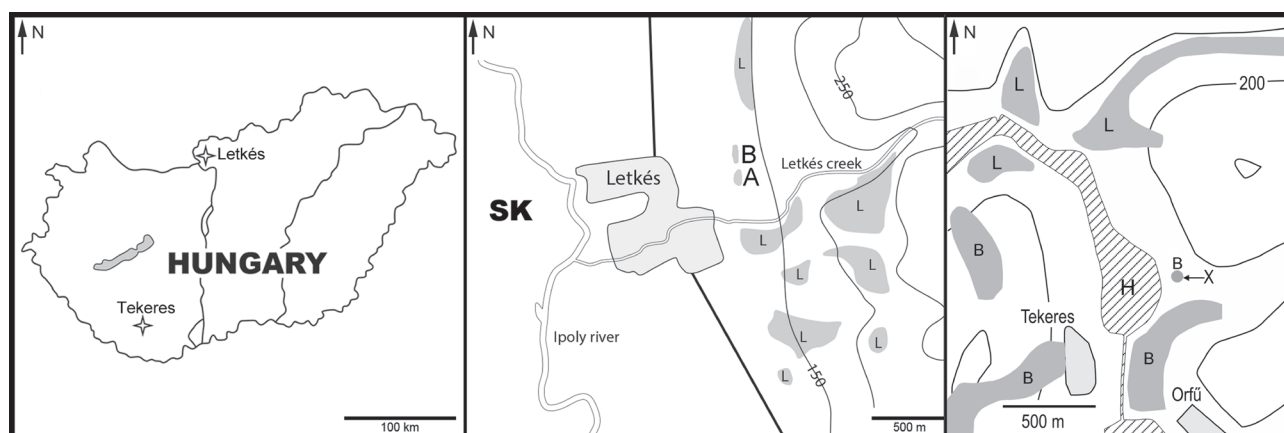 N
Letkés
HUNGARY
Tekeres
100 km
N
L
250
B
A
Letkés creek
Letkés
SK
L
L
L
L
Ipoly river
L
L
150
L
500 m
N
L
200
L
L
B
B
X
H
Tekeres
B
B
Orfű
500 m